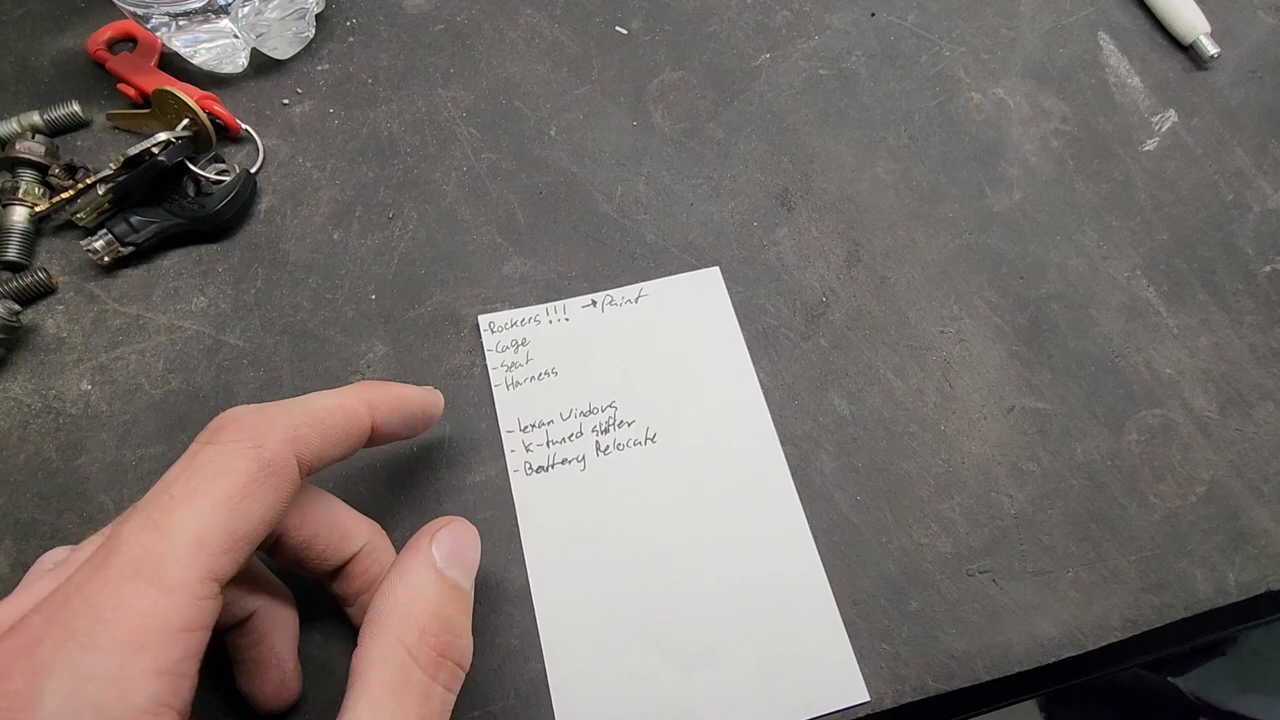 -Rockers!!! → Paint
-Cage
-Seat
-Harness
-Lexan Windows
-K-tuned shifter
-Battery Relocate